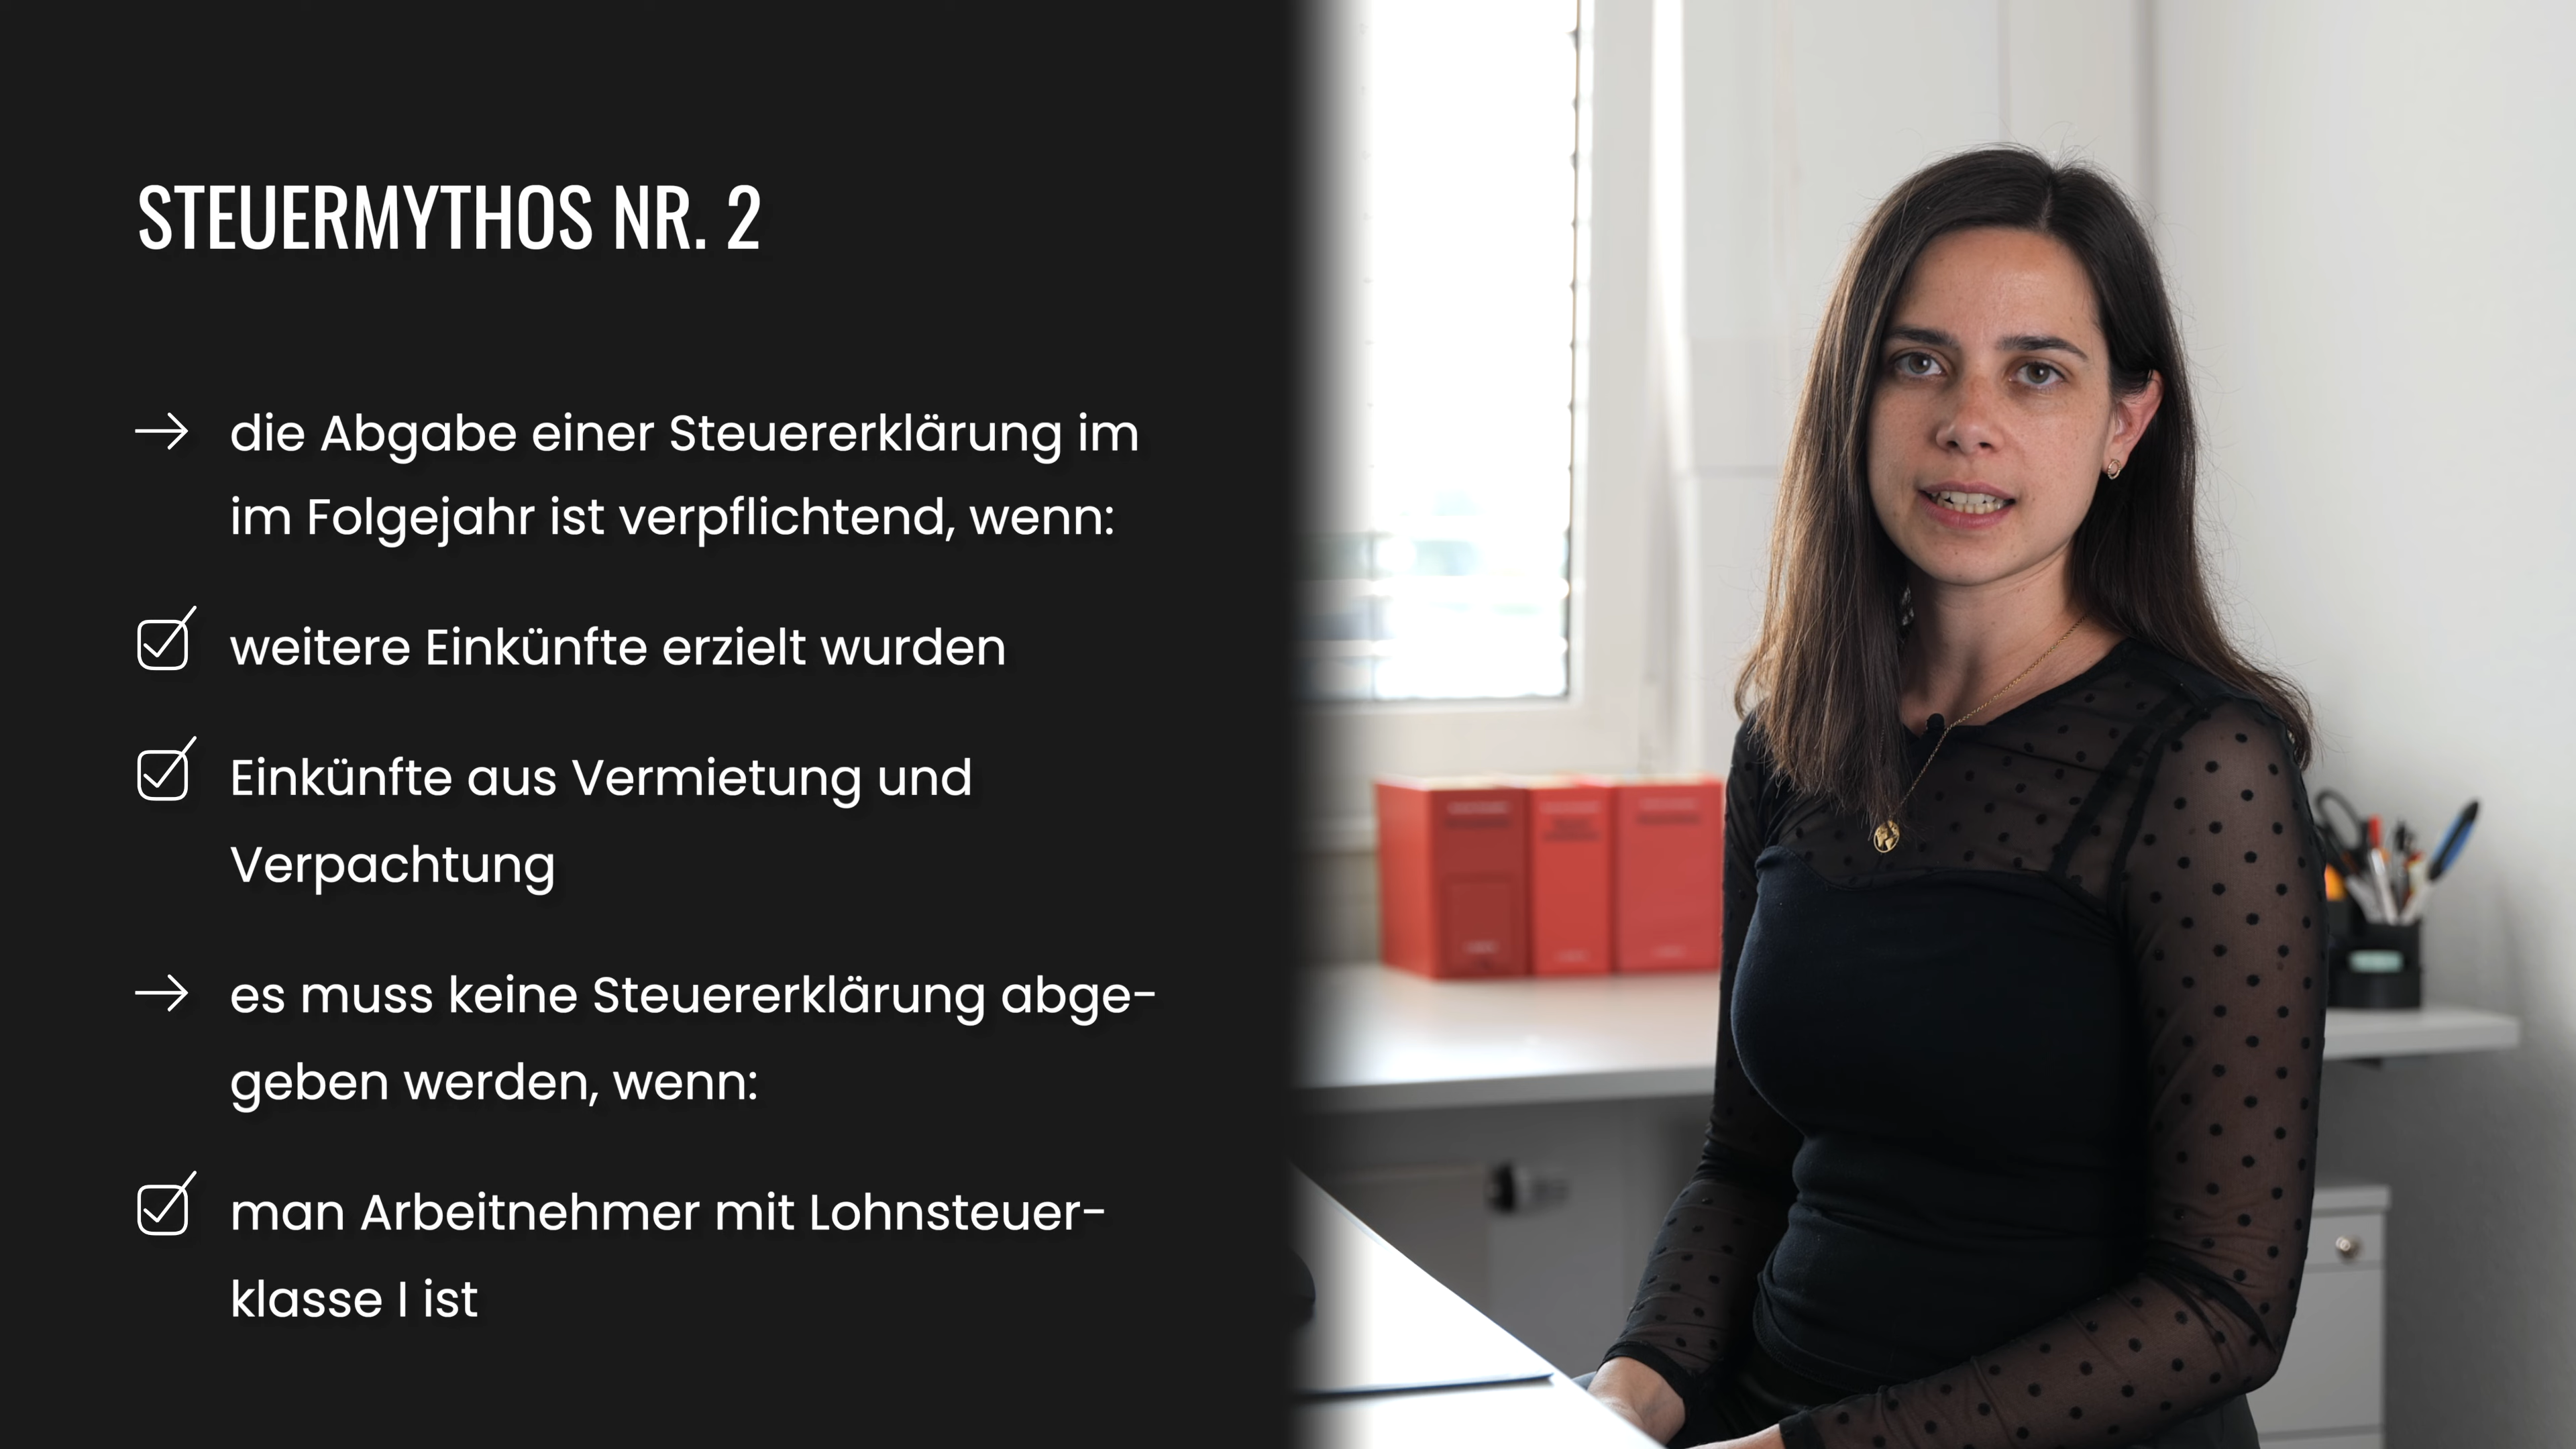 STEUERMYTHOS NR. 2
die Abgabe einer Steuererklärung im
im Folgejahr ist verpflichtend, wenn:
weitere Einkünfte erzielt wurden
Einkünfte aus Vermietung und
Verpachtung
es muss keine Steuererklärung abge-
geben werden, wenn:
man Arbeitnehmer mit Lohnsteuer-
klasse I ist